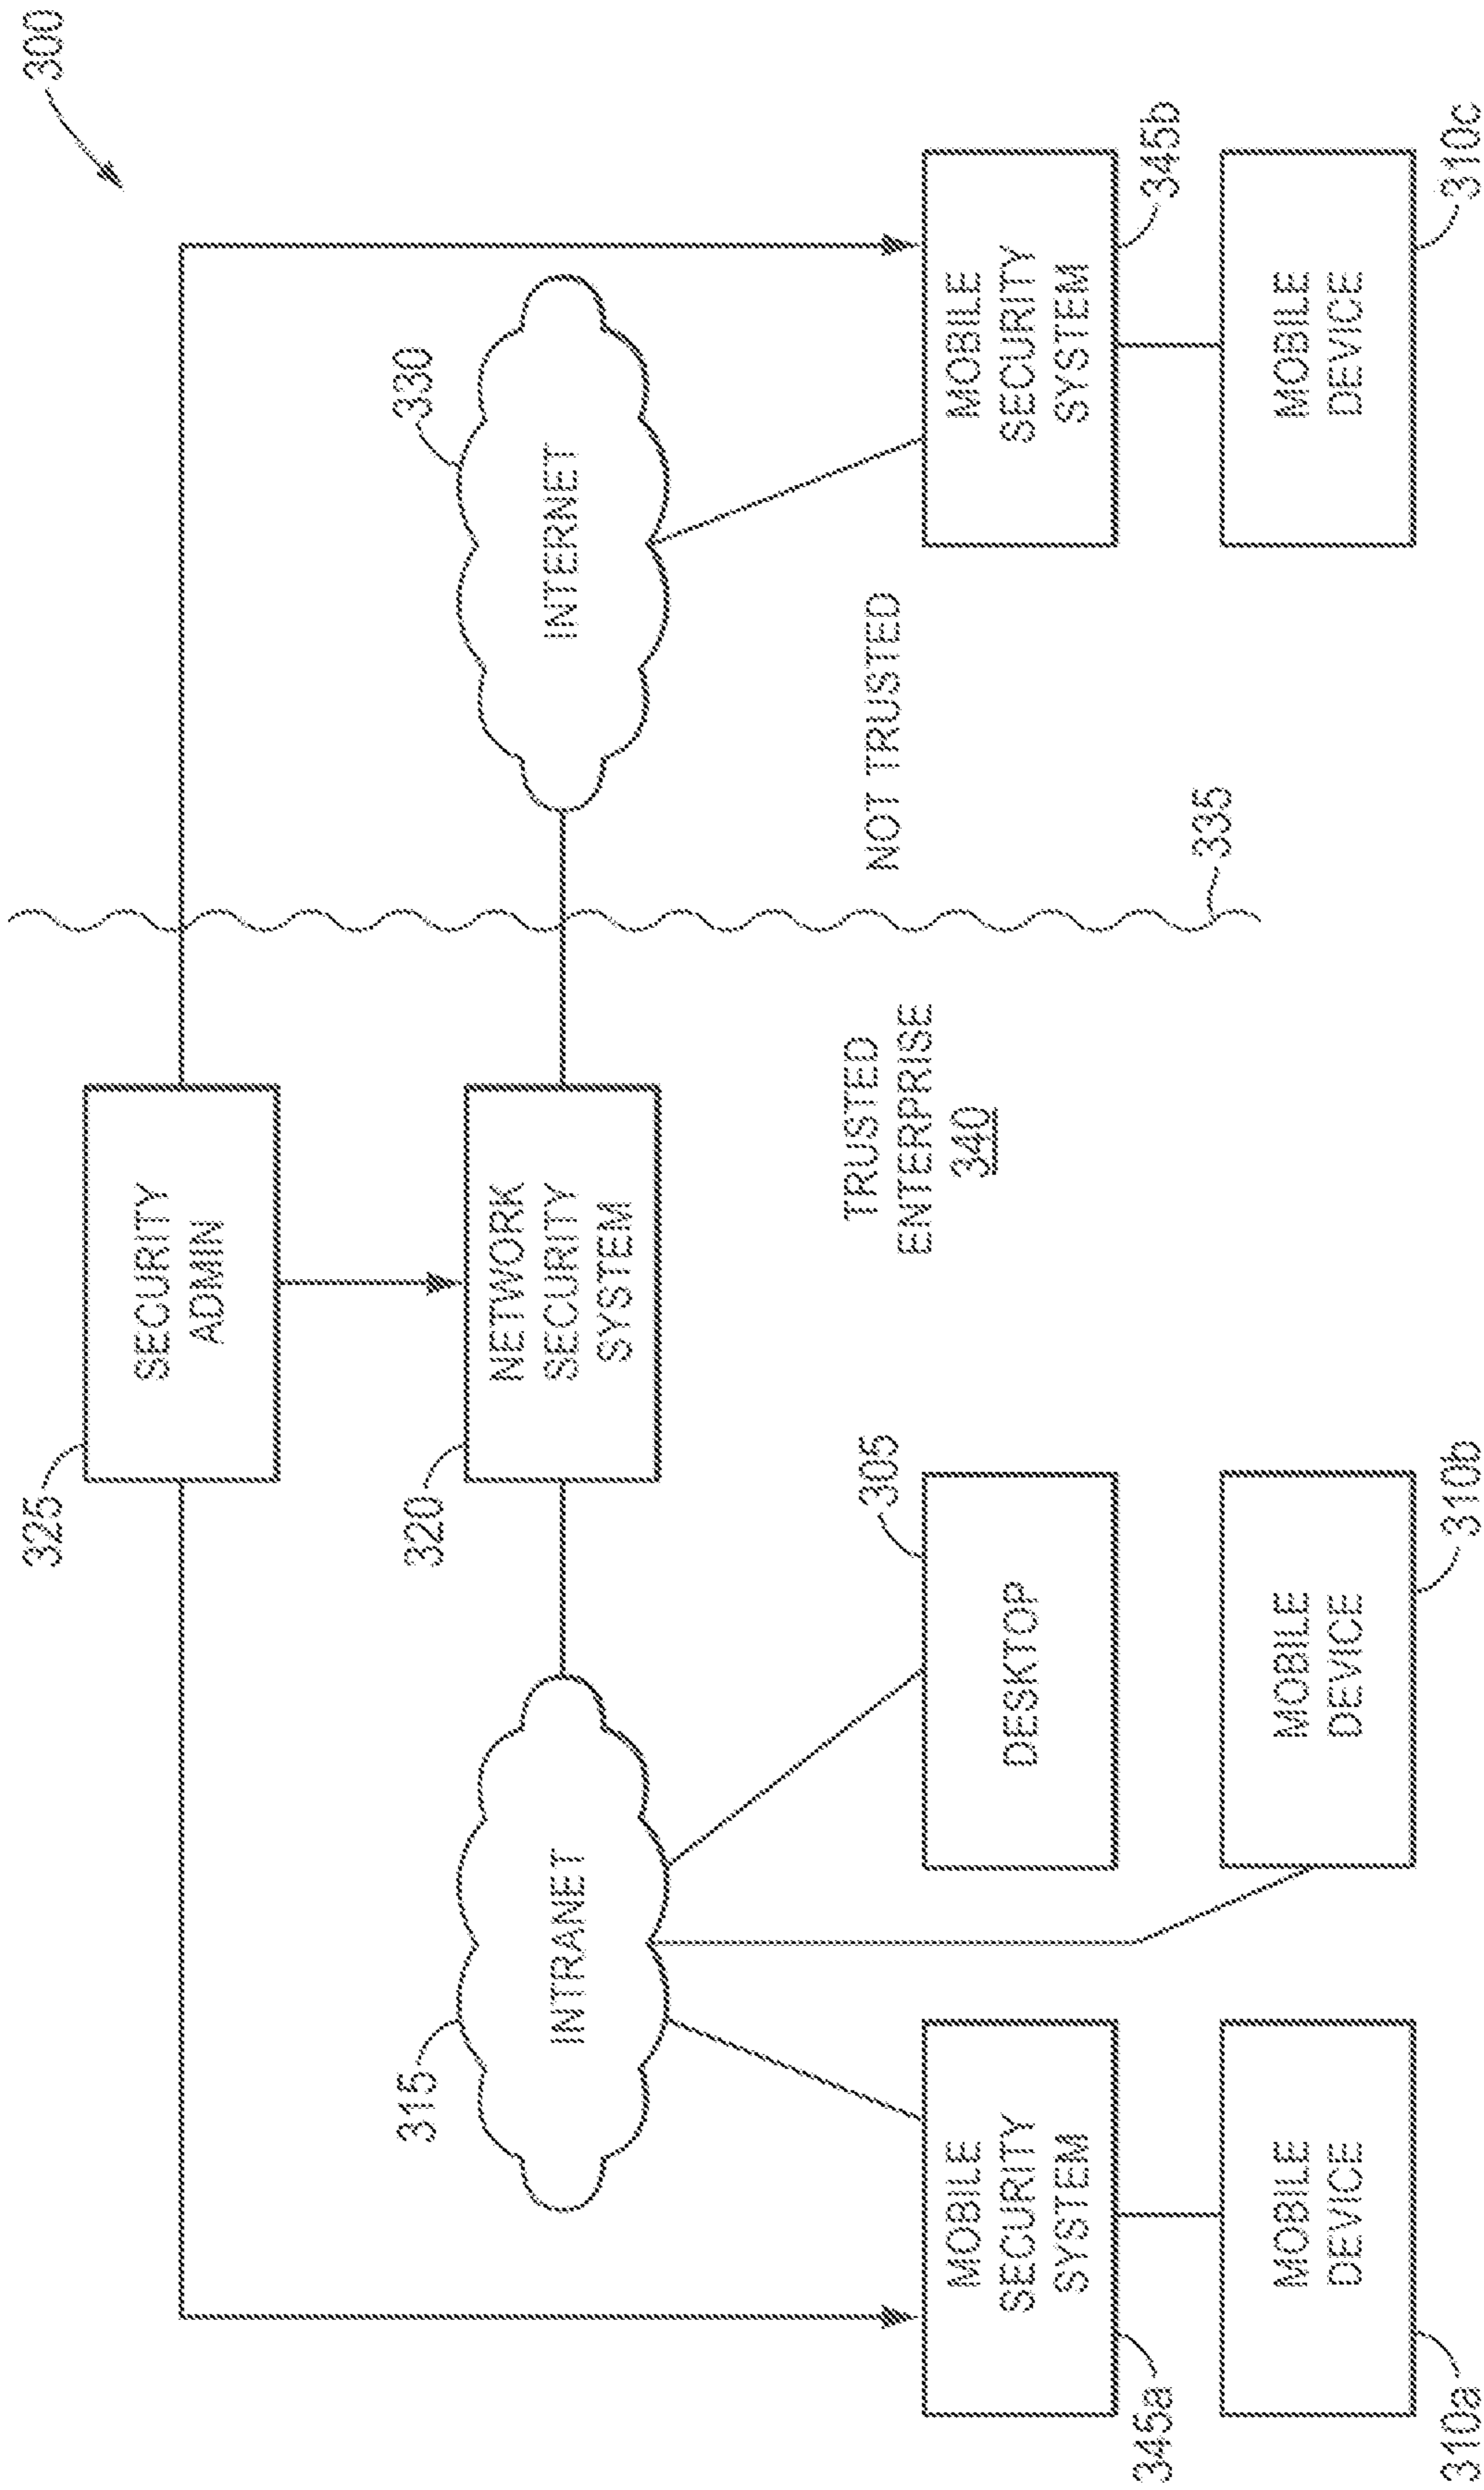 300
325
SECURITY
ADMIN
315
INTRANET
320
NETWORK
SECURITY
SYSTEM
330
INTERNET
TRUSTED
ENTERPRISE
340
NOT TRUSTED
335
MOBILE
SECURITY
SYSTEM
345a
305
DESKTOP
MOBILE
SECURITY
SYSTEM
345b
MOBILE
DEVICE
310a
MOBILE
DEVICE
310b
MOBILE
DEVICE
310c